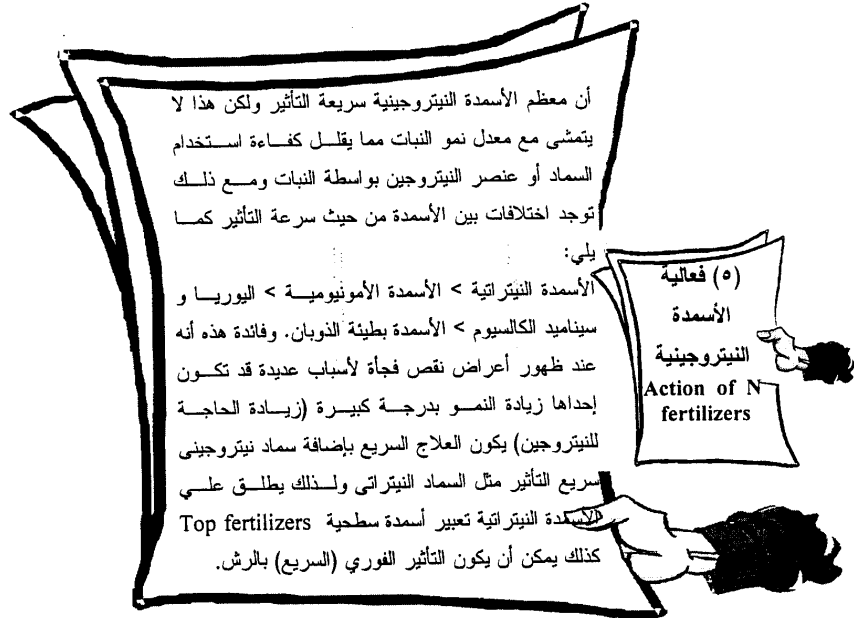 أن معظم الأسمدة النيتروجينية سريعة التأثير ولكن هذا لا
يتمشى مع معدل نمو النبات مما يقلل كفاءة استخدام
السماد أو عنصر النيتروجين بواسطة النبات ومع ذلك
توجد اختلافات بين الأسمدة من حيث سرعة التأثير كما
يلي:
الأسمدة النيتراتية > الأسمدة الأمونيومية > اليوريا و
سيناميد الكالسيوم > الأسمدة بطيئة الذوبان. وفائدة هذه أنه
عند ظهور أعراض نقص فجأة لأسباب عديدة قد تكون
إحداها زيادة النمو بدرجة كبيرة (زيادة الحاجة
للنيتروجين) يكون العلاج السريع بإضافة سماد نيتروجينى
سريع التأثير مثل السماد النيتراتى ولذلك يطلق علي
الأسمدة النيتراتية تعبير أسمدة سطحية Top fertilizers
كذلك يمكن أن يكون التأثير الفوري (السريع) بالرش.
(٥) فعالية
الأسمدة
النيتروجينية
Action of N
fertilizers